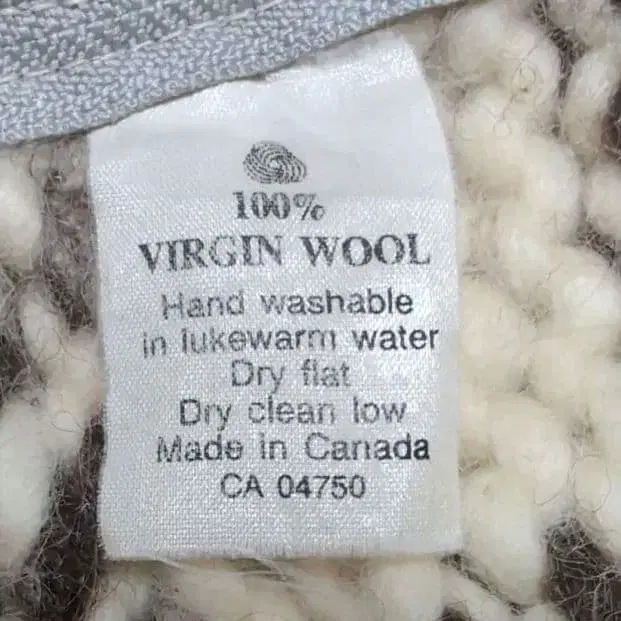 100%
VIRGIN WOOL
Hand washable
in lukewarm water
Dry flat
Dry clean low
Made in Canada
CA 04750